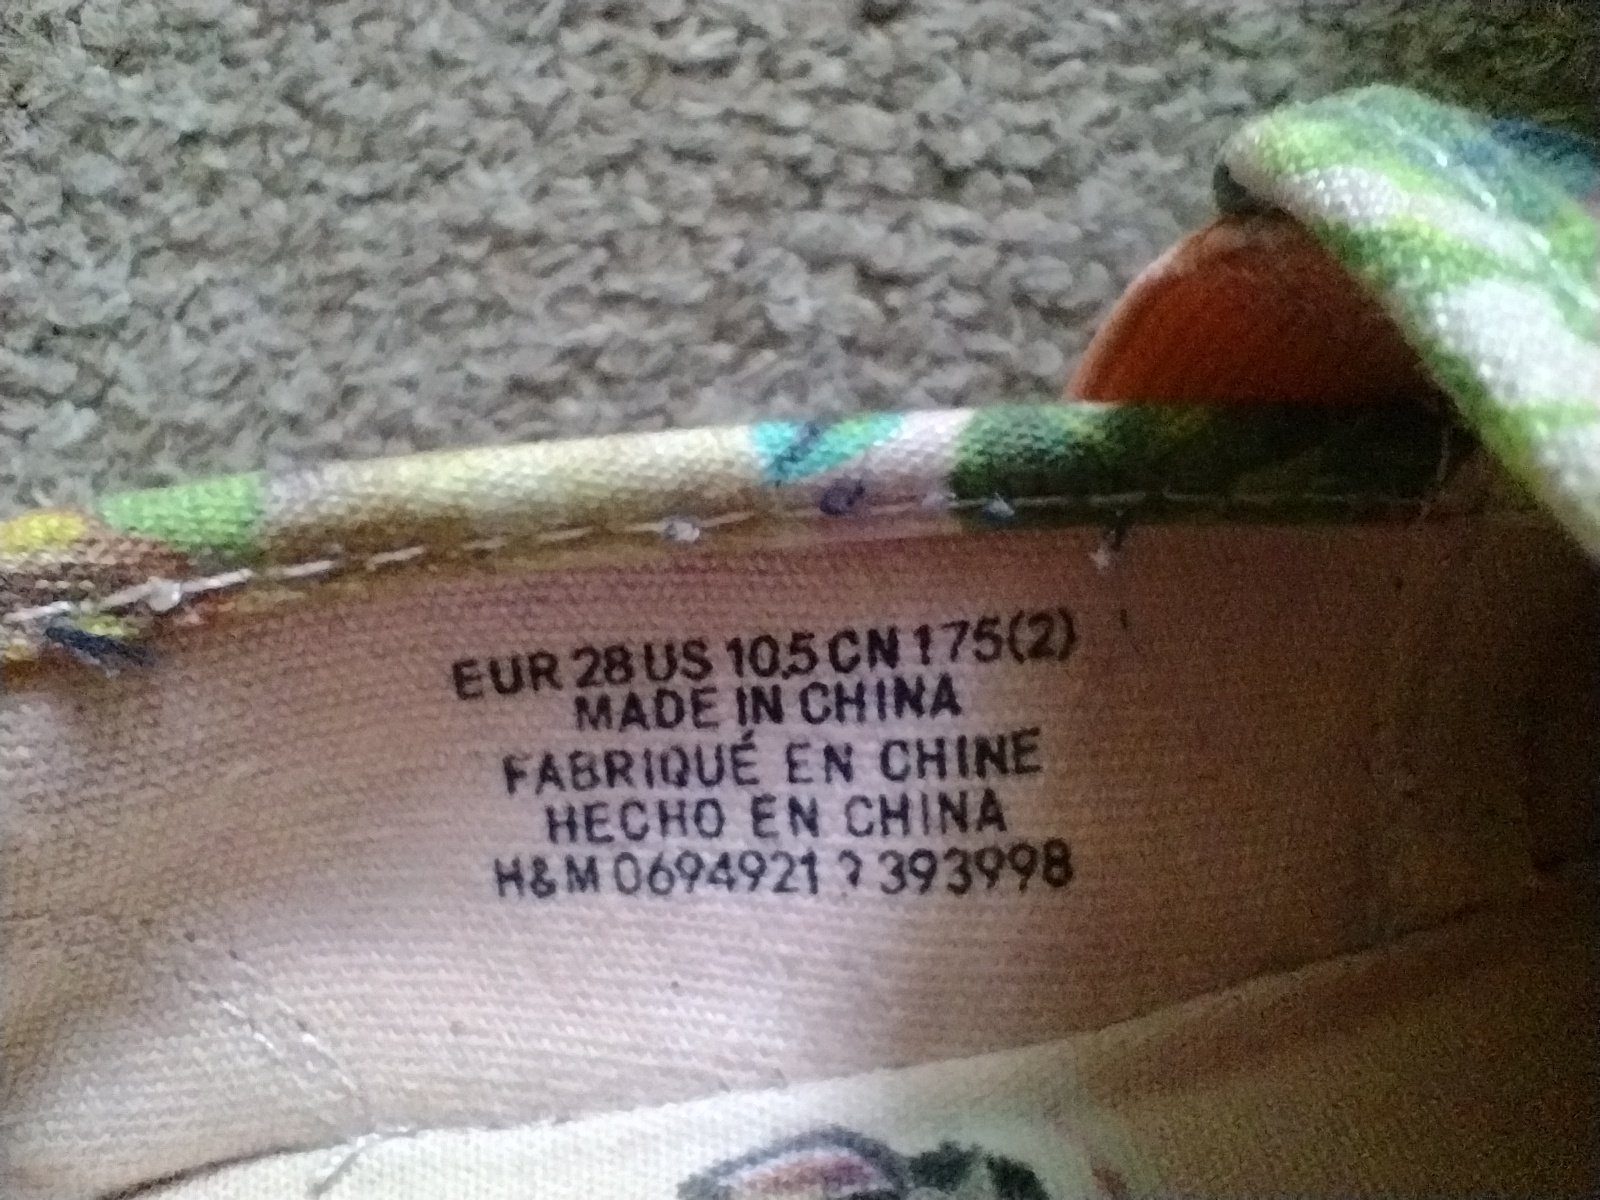 EUR 28 US 10,5 CN 175(2)
MADE IN CHINA
FABRIQUÉ EN CHINE
HECHO EN CHINA
H&M 0694921 ? 393998